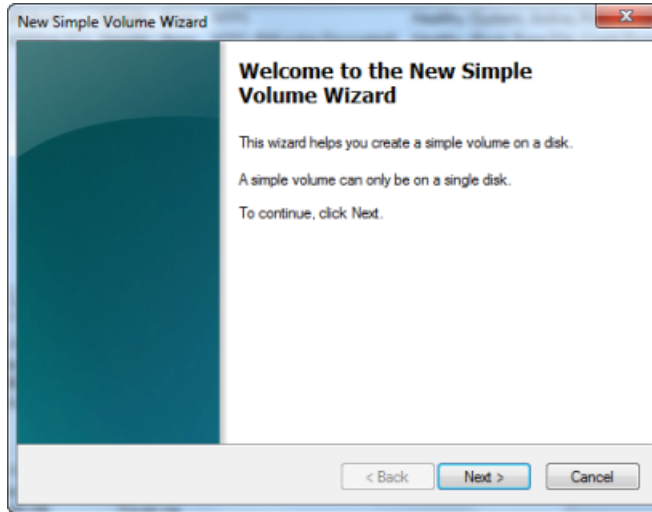 New Simple Volume Wizard
Welcome to the New Simple
Volume Wizard
This wizard helps you create a simple volume on a disk.
A simple volume can only be on a single disk.
To continue, click Next.
< Back Next > Cancel